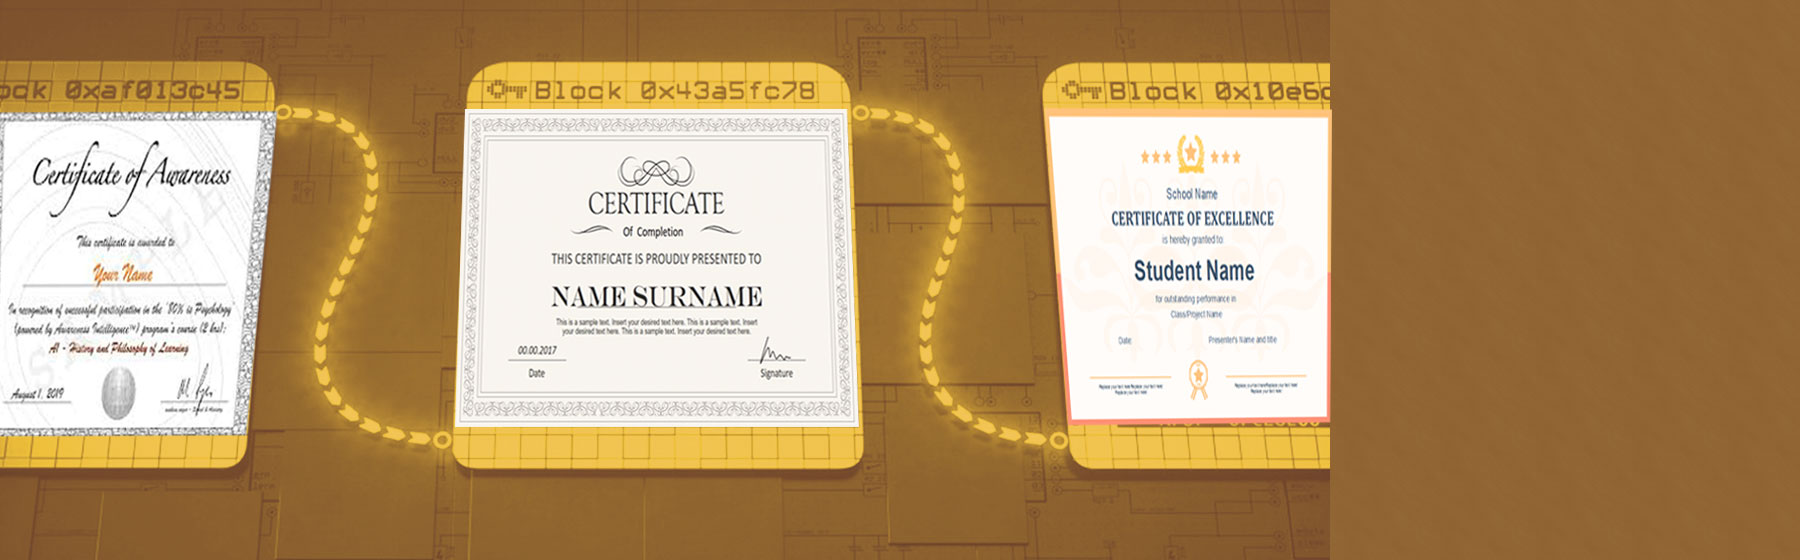 ock 0xaf013c45
Certificate of Awareness
This certificate is awarded to
Your Name
In recognition of successful participation in the "80% is Psychology
(powered by Awareness Intelligence™) program's course (2 hrs):
AI - History and Philosophy of Learning
August 1, 2019
Block 0x43a5fc78
CERTIFICATE
Of Completion
THIS CERTIFICATE IS PROUDLY PRESENTED TO
NAME SURNAME
This is a sample text. Insert your desired text here. This is a sample text. Insert
your desired text here. This is a sample text. Insert your desired text here.
00.00.2017
Date
Signature
Block 0x10e6c
School Name
CERTIFICATE OF EXCELLENCE
is hereby granted to:
Student Name
for outstanding performance in
Class/Project Name
Date
Presenter's Name and title